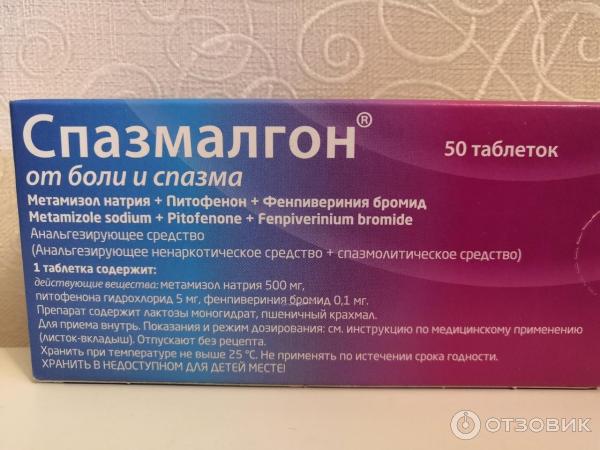 Спазмалгон®
50 таблеток
от боли и спазма
Метамизол натрия + Питофенон + Фенпивериния бромид
Metamizole sodium + Pitofenone + Fenpiverinium bromide
Анальгезирующее средство
(Анальгезирующее ненаркотическое средство + спазмолитическое средство)
1 таблетка содержит:
действующие вещества: метамизол натрия 500 мг,
питофенона гидрохлорид 5 мг, фенпивериния бромид 0,1 мг.
Препарат содержит лактозы моногидрат, пшеничный крахмал.
Для приема внутрь. Показания и режим дозирования: см. инструкцию по медицинскому применению
(листок-вкладыш). Отпускают без рецепта.
Хранить при температуре не выше 25 °C. Не применять по истечении срока годности.
ХРАНИТЬ В НЕДОСТУПНОМ ДЛЯ ДЕТЕЙ МЕСТЕ!
ОТЗОВИК